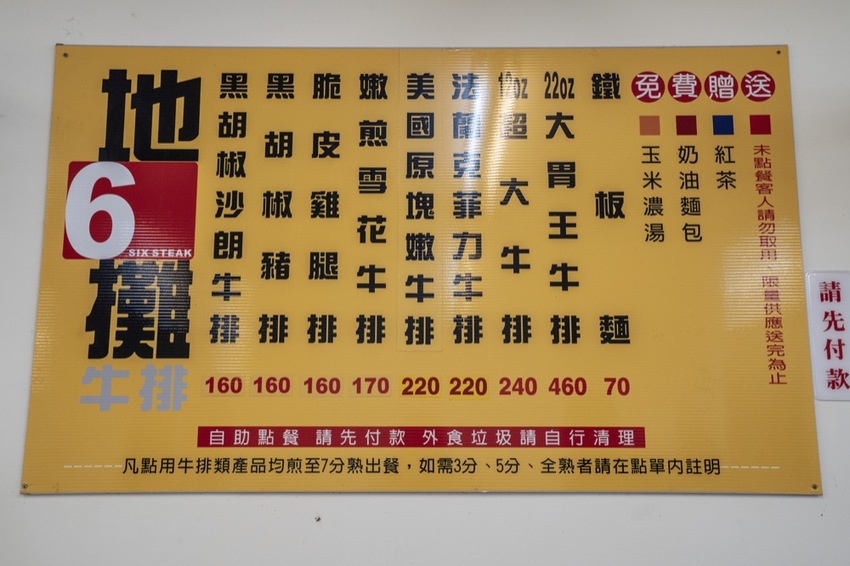 地
6
SIX STEAK
攤
牛排
黑胡椒沙朗牛排
160
黑胡椒豬排
160
脆皮雞腿排
160
嫩煎雪花牛排
170
美國原塊嫩牛排
220
法蘭克菲力牛排
220
12oz超大牛排
240
22oz大胃王牛排
460
鐵板麵
70
免費贈送
玉米濃湯
奶油麵包
紅茶
未點餐客人請勿取用、限量供應送完為止
自助點餐 請先付款 外食垃圾請自行清理
凡點用牛排類產品均煎至7分熟出餐，如需3分、5分、全熟者請在點單內註明
請先付款